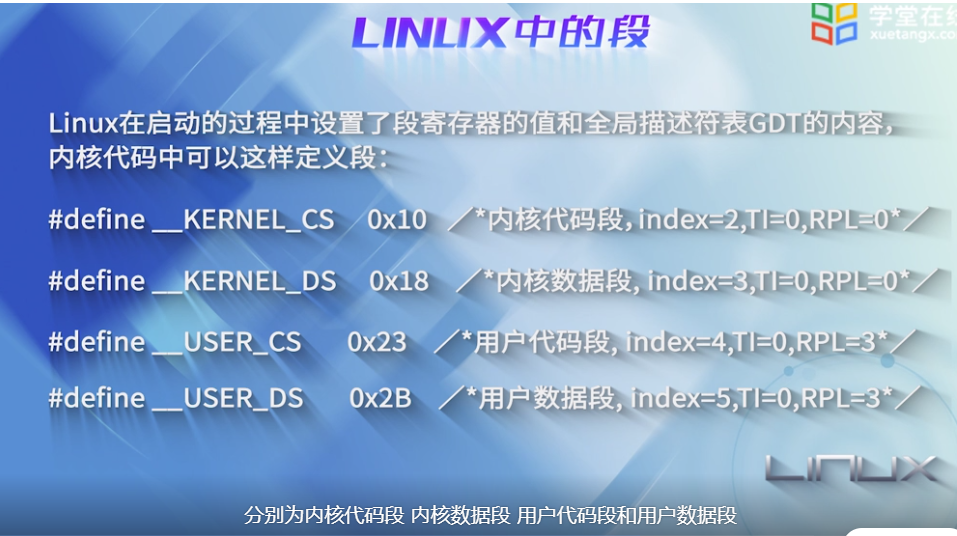 LINUX中的段
学堂在线
xuetangx.co
Linux在启动的过程中设置了段寄存器的值和全局描述符表GDT的内容，
内核代码中可以这样定义段：
#define __KERNEL_CS 0x10 ／*内核代码段, index=2,TI=0,RPL=0*／
#define __KERNEL_DS 0x18 ／*内核数据段, index=3,TI=0,RPL=0*／
#define __USER_CS 0x23 ／*用户代码段, index=4,TI=0,RPL=3*／
#define __USER_DS 0x2B ／*用户数据段, index=5,TI=0,RPL=3*／
LINUX
分别为内核代码段 内核数据段 用户代码段和用户数据段